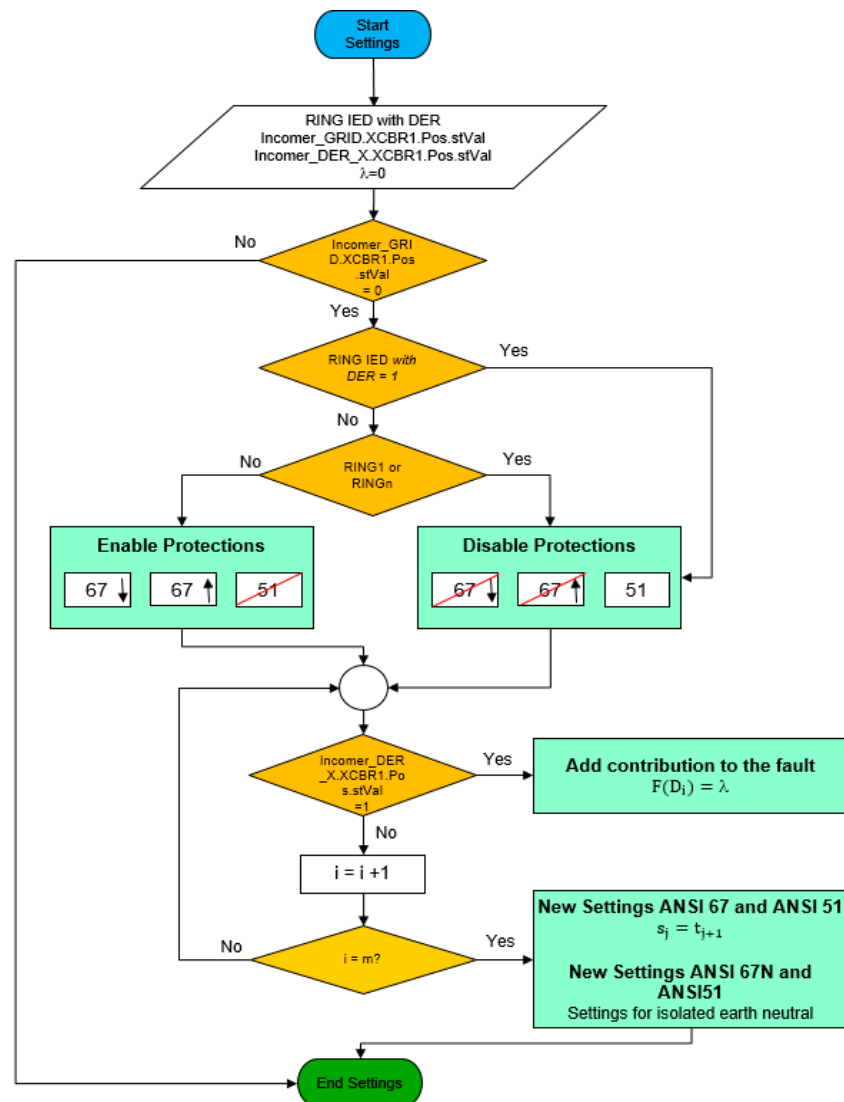 Start
Settings
RING IED with DER
Incomer_GRID.XCBR1.Pos.stVal
Incomer_DER_X.XCBR1.Pos.stVal
λ=0
No
Incomer_GRI
D.XCBR1.Pos
.stVal
= 0
Yes
RING IED with
DER = 1
Yes
No
No
RING1 or
RINGn
Yes
Enable Protections
67 67 51
Disable Protections
67 67 51
Incomer_DER
_X.XCBR1.Po
s.stVal
=1
Yes
Add contribution to the fault
F(Dᵢ) = λ
No
i = i +1
No
i = m?
Yes
New Settings ANSI 67 and ANSI 51
sⱼ = tⱼ₊₁
New Settings ANSI 67N and
ANSI51
Settings for isolated earth neutral
End Settings